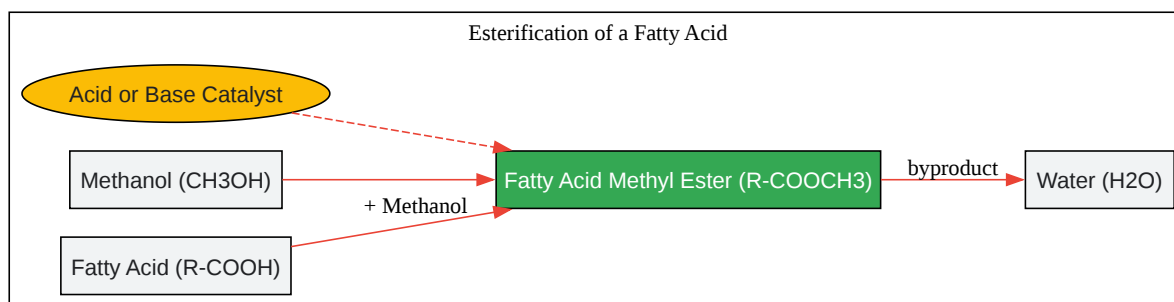 Esterification of a Fatty Acid
Acid or Base Catalyst
Methanol (CH3OH)
Fatty Acid Methyl Ester (R-COOCH3)
byproduct
Water (H2O)
+ Methanol
Fatty Acid (R-COOH)